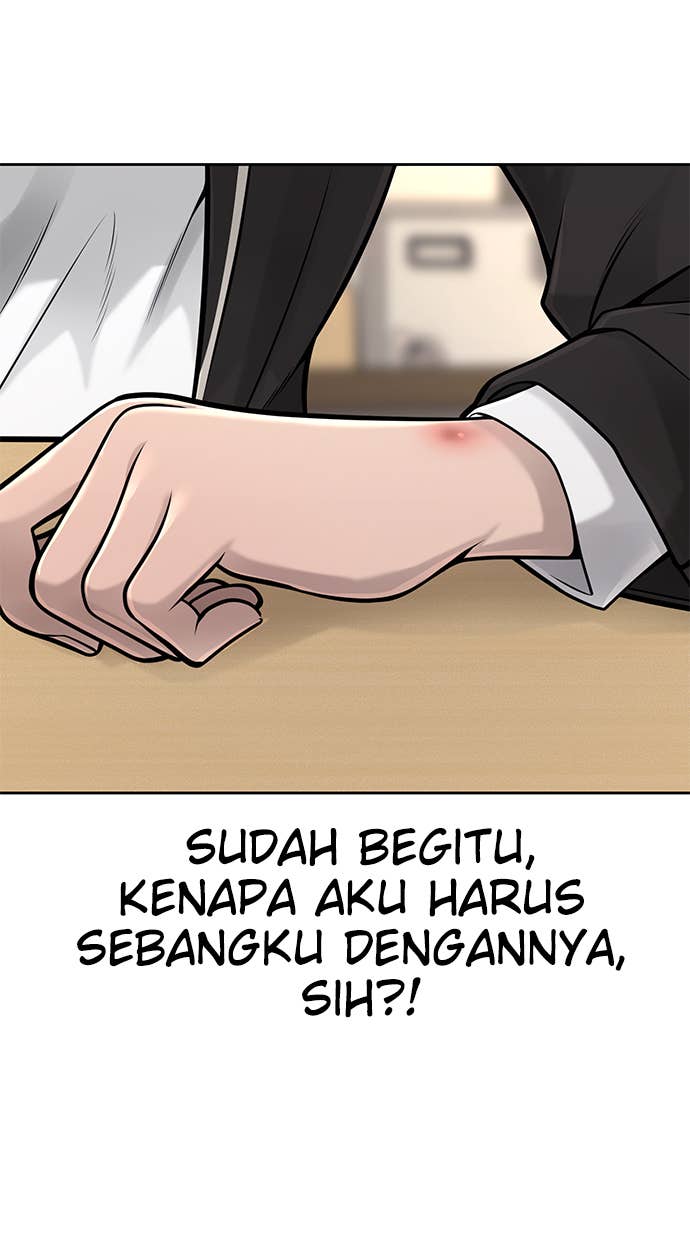 SUDAH BEGITU,
KENAPA AKU HARUS
SEBANGKU DENGANNYA,
SIH?!